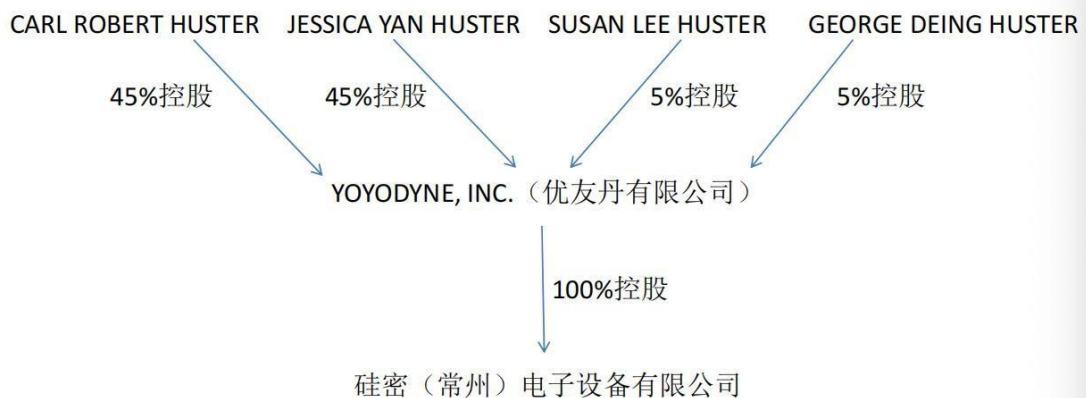 CARL ROBERT HUSTER JESSICA YAN HUSTER SUSAN LEE HUSTER GEORGE DEING HUSTER
45%控股 45%控股 5%控股 5%控股
YOYODYNE, INC.（优友丹有限公司）
100%控股
硅密（常州）电子设备有限公司